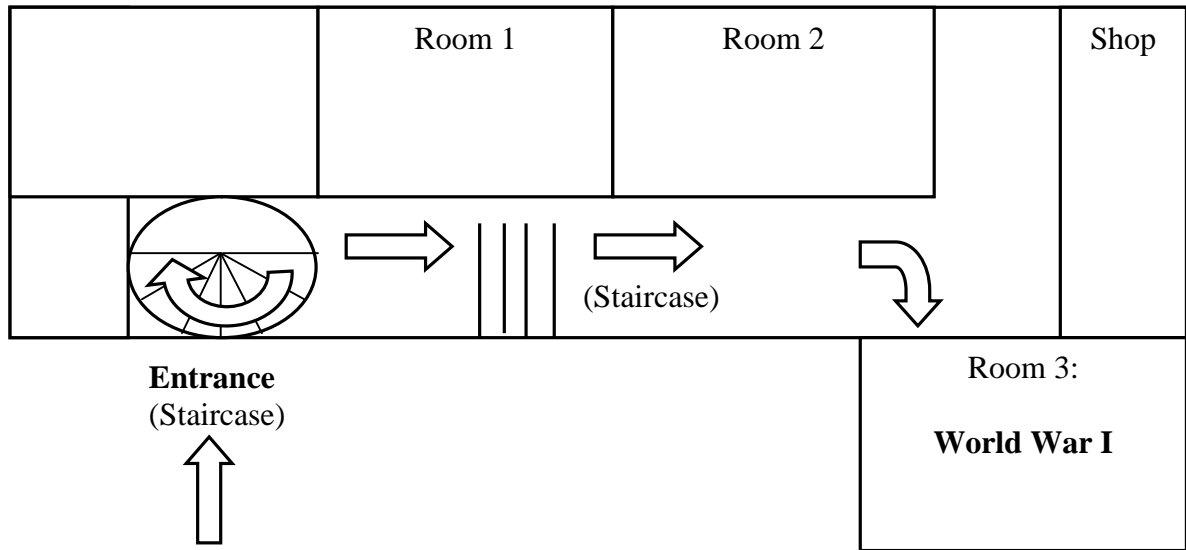 Room 1
Room 2
Shop
(Staircase)
Entrance
(Staircase)
Room 3:
World War I